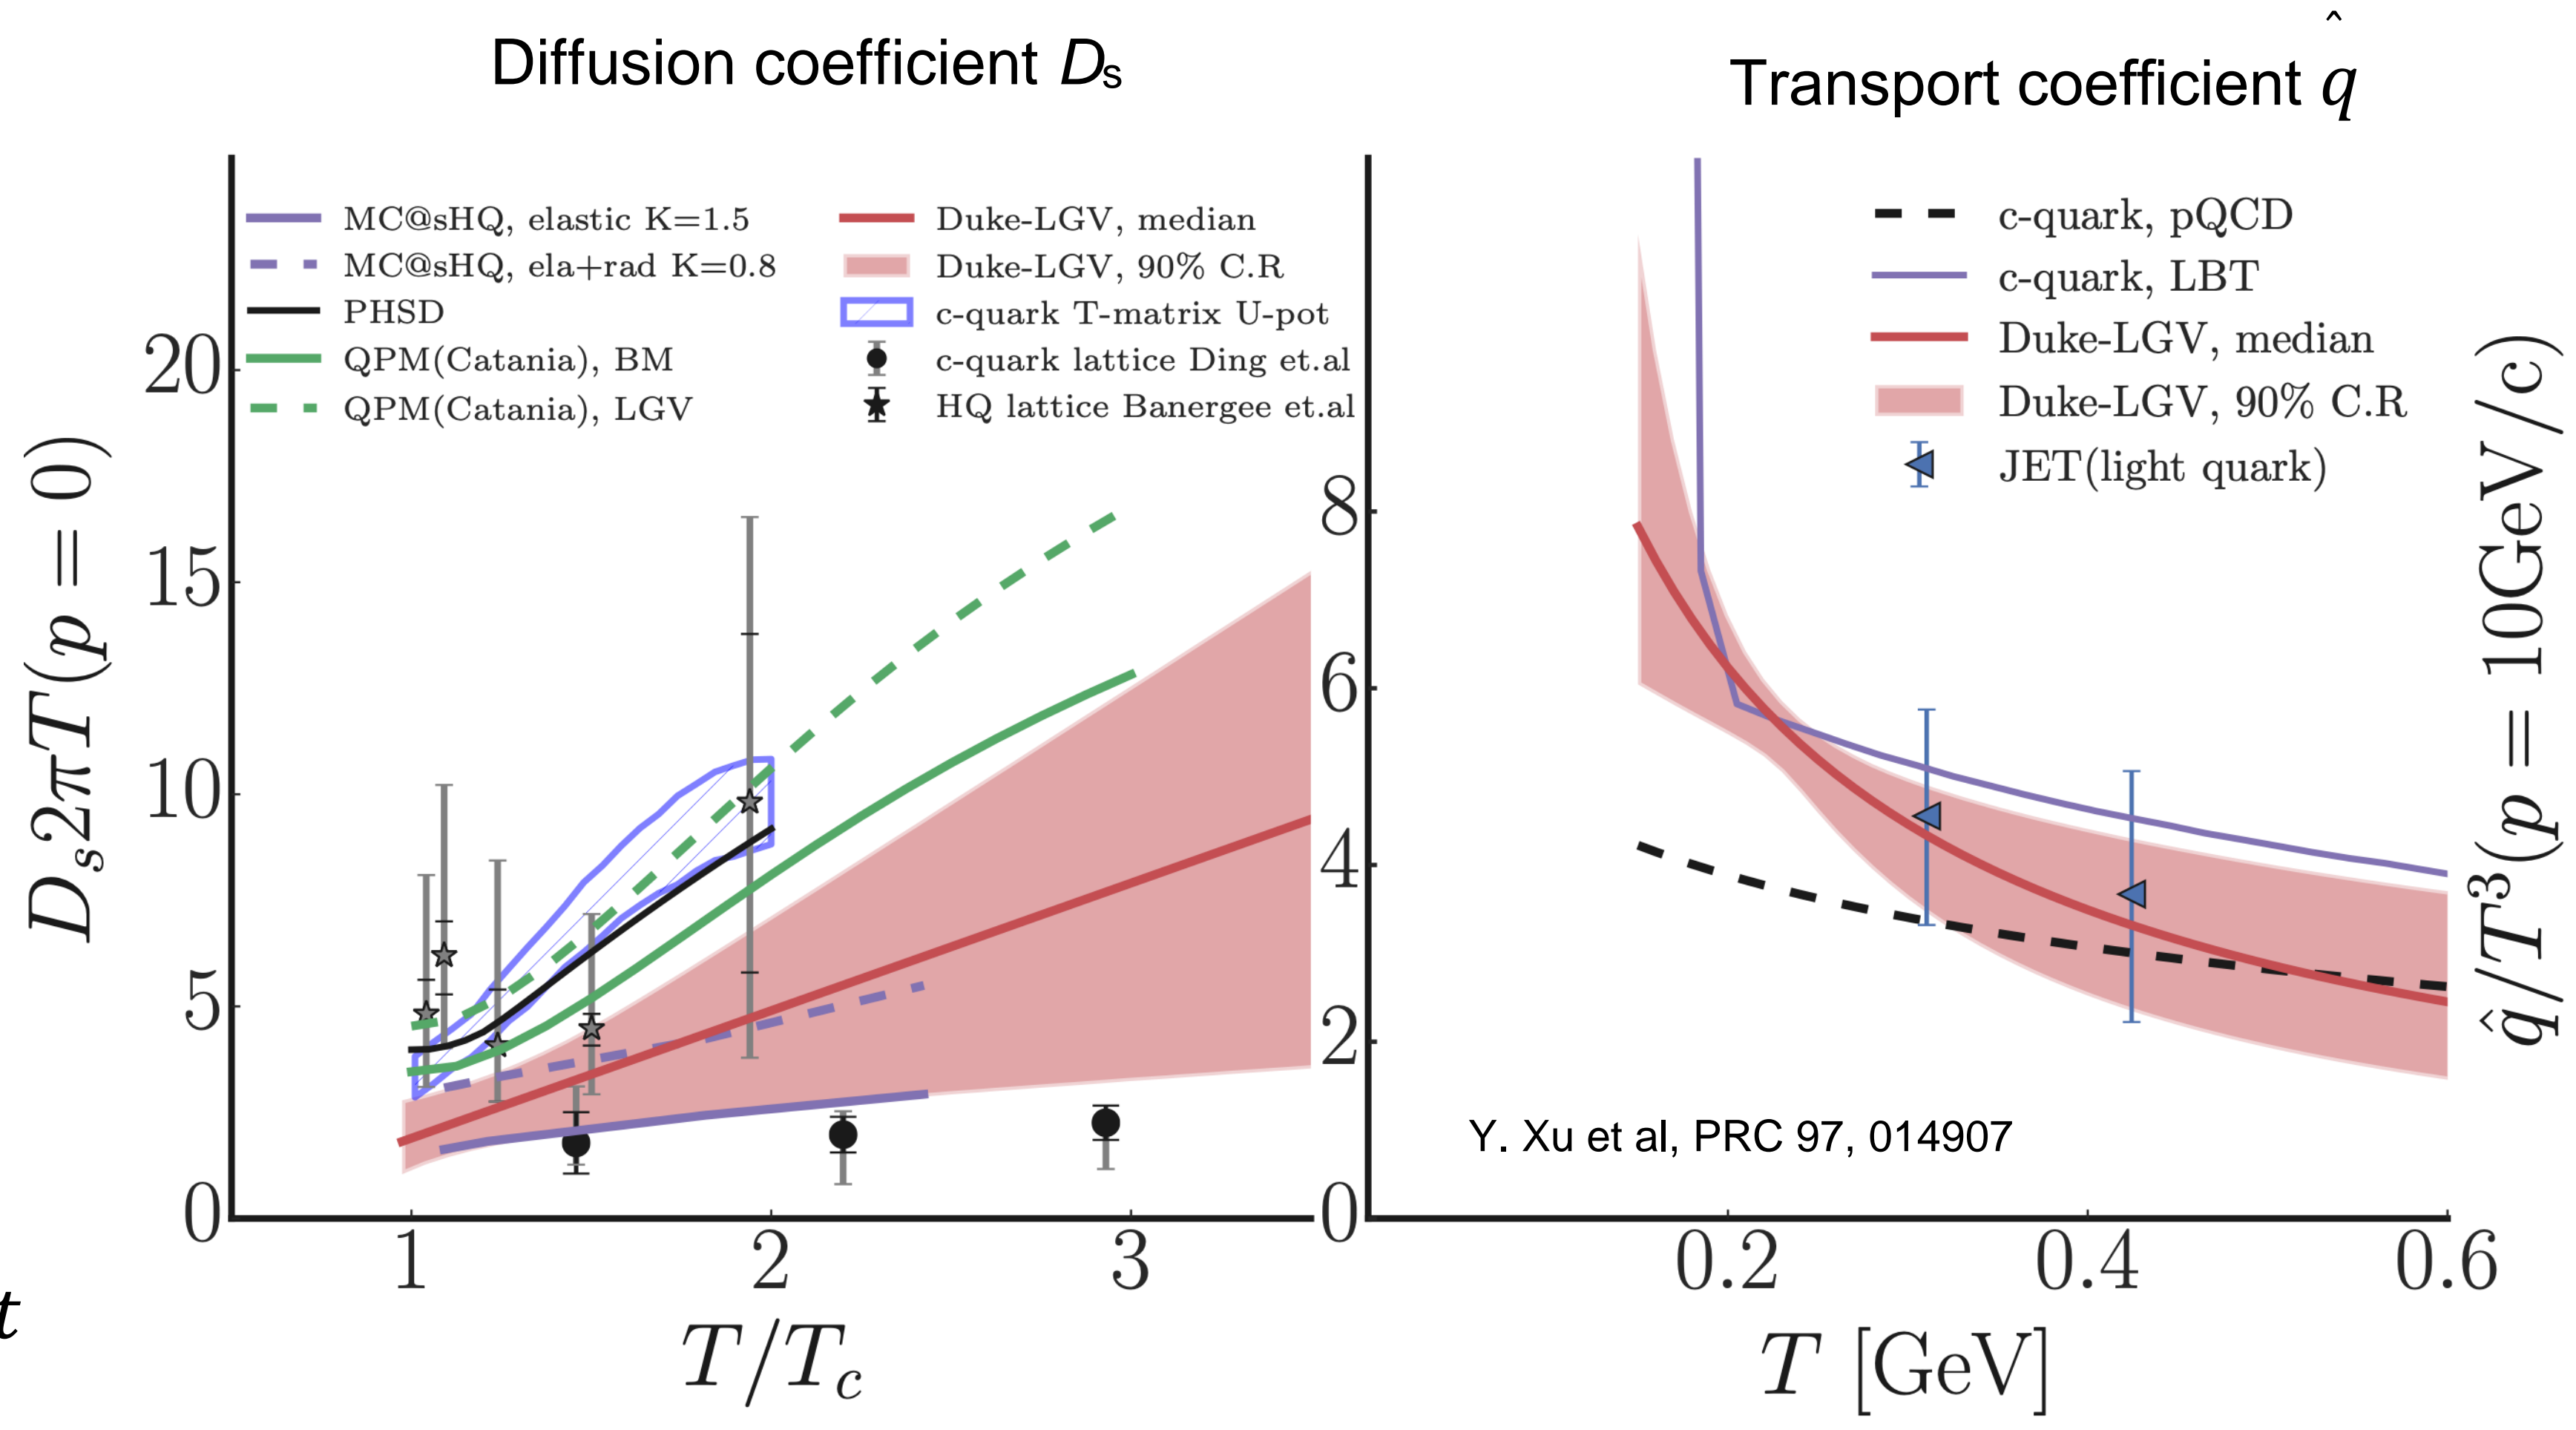 Diffusion coefficient Ds
Transport coefficient q̂
MC@sHQ, elastic K=1.5
MC@sHQ, ela+rad K=0.8
PHSD
QPM(Catania), BM
QPM(Catania), LGV
Duke-LGV, median
Duke-LGV, 90% C.R
c-quark T-matrix U-pot
c-quark lattice Ding et.al
HQ lattice Banergee et.al
D_s2πT(p = 0)
20
15
10
5
0
1
2
3
T/T_c
c-quark, pQCD
c-quark, LBT
Duke-LGV, median
Duke-LGV, 90% C.R
JET(light quark)
8
6
4
2
0
Y. Xu et al, PRC 97, 014907
0.2
0.4
0.6
T [GeV]
q̂/T³(p = 10GeV/c)
t